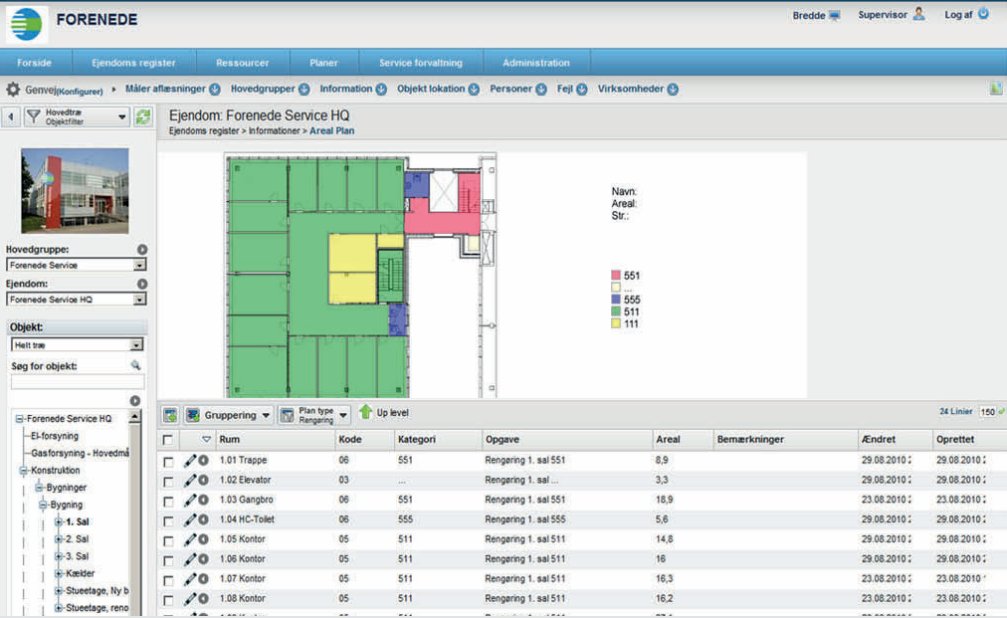 FORENEDE
Bredde Supervisor Log af
Forside Ejendoms register Ressourcer Planer Service forvaltning Administration
Genvej(Konfigurer) Måler aflæsninger Hovedgrupper Information Objekt lokation Personer Fejl Virksomheder
Hovedtræ
Objektfilter
Ejendom: Forenede Service HQ
Ejendoms register > Informationer > Areal Plan
Navn:
Areal:
Str.:
551
...
555
511
111
Hovedgruppe:
Forenede Service
Ejendom:
Forenede Service HQ
Objekt:
Helt træ
Søg for objekt:
Forenede Service HQ
El-forsyning
Gasforsyning - Hovedmå
Konstruktion
Bygninger
Bygning
1. Sal
2. Sal
3. Sal
Kælder
Stueetage, Ny b
Stueetage, reno
Gruppering Plan type Rengøring Up level 24 Linier 150
Rum Kode Kategori Opgave Areal Bemærkninger Ændret Oprettet
1.01 Trappe 06 551 Rengøring 1. sal 551 8,9 29.08.2010 29.08.2010
1.02 Elevator 03 ... Rengøring 1. sal ... 3,3 29.08.2010 29.08.2010
1.03 Gangbro 06 551 Rengøring 1. sal 551 18,9 23.08.2010 23.08.2010
1.04 HC-Toilet 06 555 Rengøring 1. sal 555 5,6 29.08.2010 29.08.2010
1.05 Kontor 05 511 Rengøring 1. sal 511 14,8 29.08.2010 29.08.2010
1.06 Kontor 05 511 Rengøring 1. sal 511 16 29.08.2010 29.08.2010
1.07 Kontor 05 511 Rengøring 1. sal 511 16,3 23.08.2010 23.08.2010
1.08 Kontor 05 511 Rengøring 1. sal 511 16,2 23.08.2010 23.08.2010